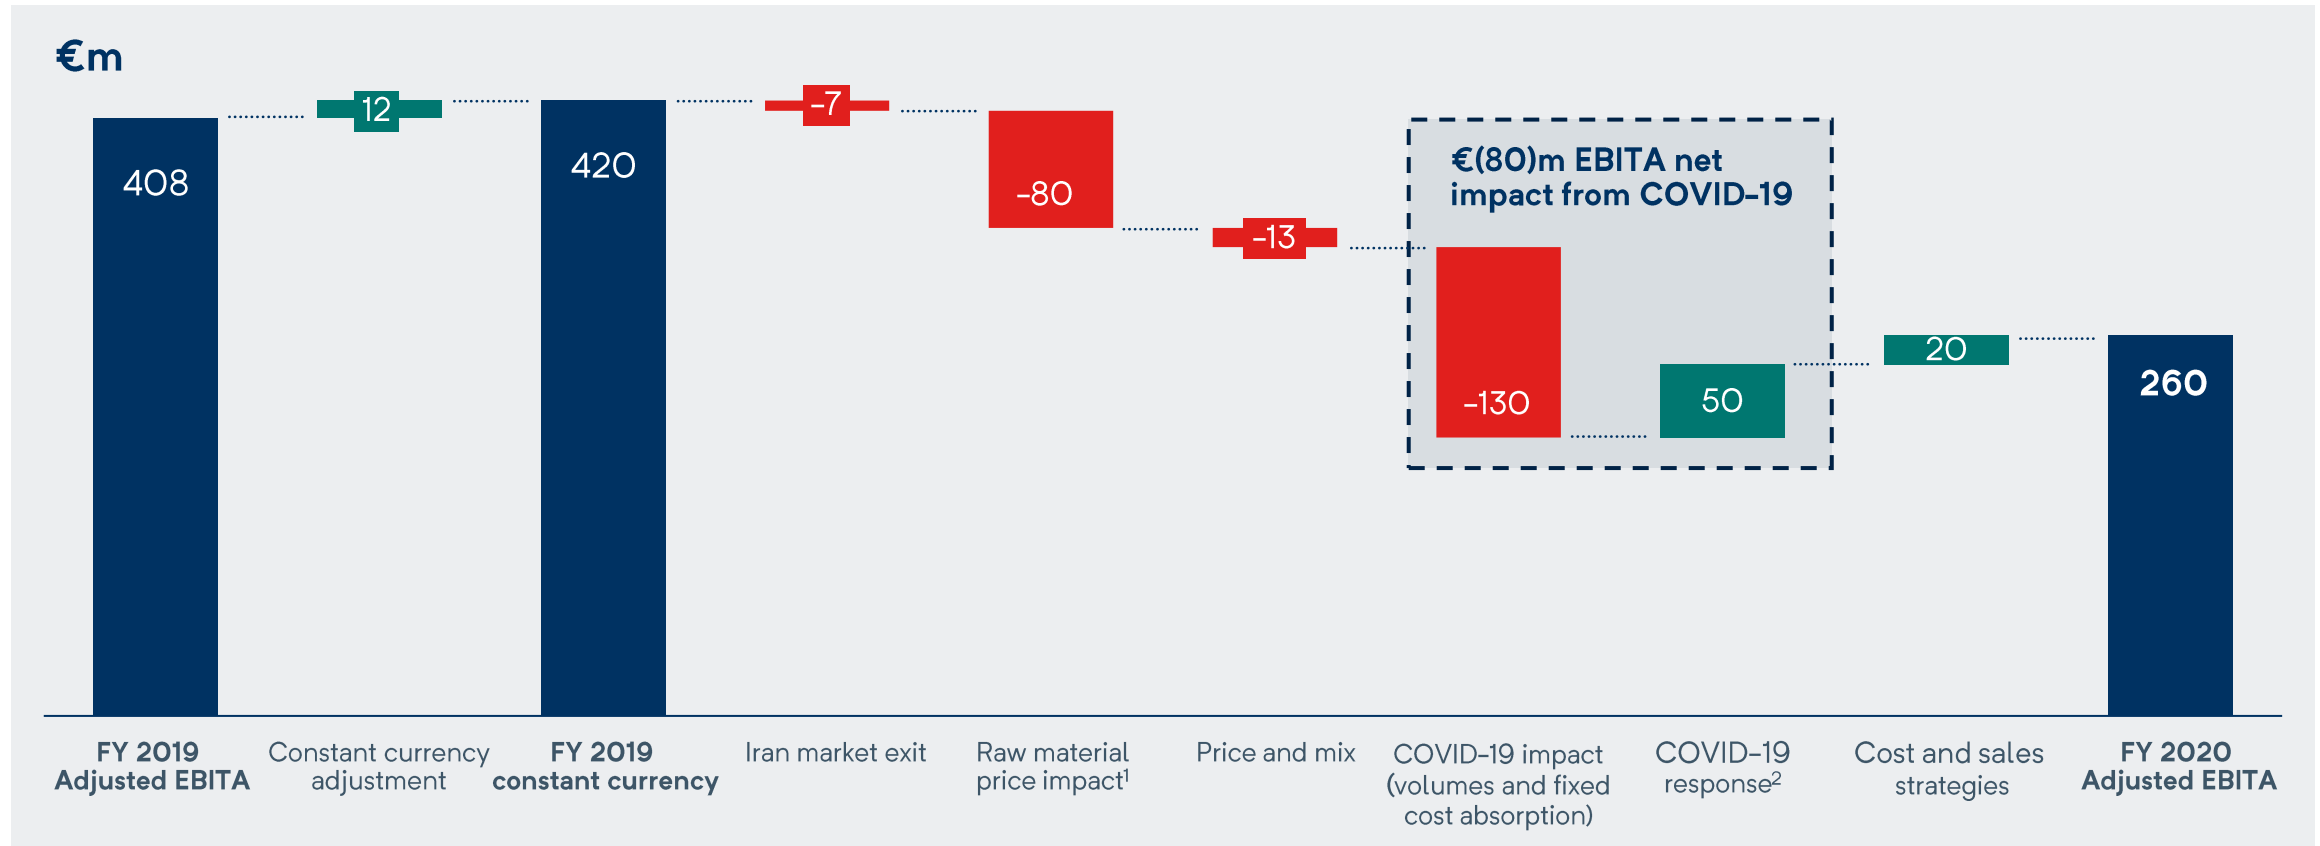 €m
12
408
420
–7
–80
–13
€(80)m EBITA net
impact from COVID–19
–130
50
20
260
FY 2019
Adjusted EBITA
Constant currency
adjustment
FY 2019
constant currency
Iran market exit
Raw material
price impact¹
Price and mix
COVID–19 impact
(volumes and fixed
cost absorption)
COVID–19
response²
Cost and sales
strategies
FY 2020
Adjusted EBITA